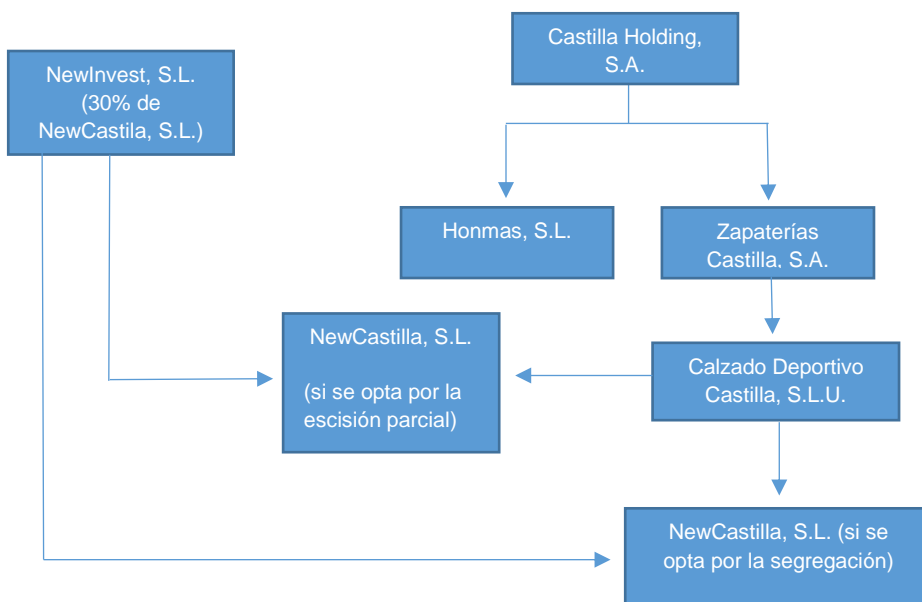 Castilla Holding,
S.A.
NewInvest, S.L.
(30% de
NewCastila, S.L.)
Honmas, S.L.
Zapaterías
Castilla, S.A.
NewCastilla, S.L.
(si se opta por la
escisión parcial)
Calzado Deportivo
Castilla, S.L.U.
NewCastilla, S.L. (si se
opta por la segregación)